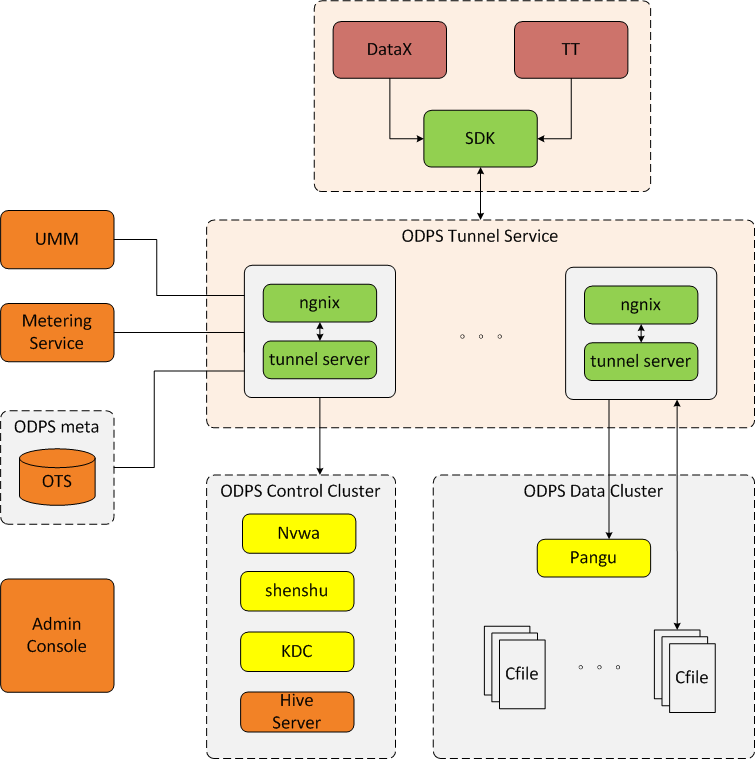 DataX
TT
SDK
ODPS Tunnel Service
UMM
ngnix
tunnel server
ngnix
tunnel server
Metering
Service
ODPS meta
OTS
ODPS Control Cluster
Nvwa
shenshu
KDC
Hive
Server
ODPS Data Cluster
Pangu
Cfile
Cfile
Admin
Console